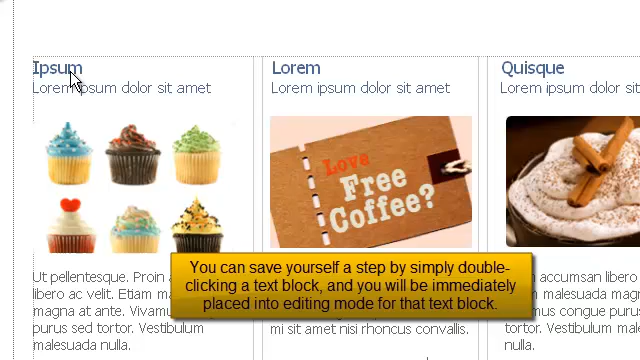 Ipsum
Lorem ipsum dolor sit amet
Lorem
Lorem ipsum dolor sit amet
Quisque
Lorem ipsum dolor sit amet
Love
Free
Coffee?
Ut pellentesque. Proin a
libero ac velit. Etiam ma
magna at ante. Vivamu
purus sed tortor. Vestibulum
malesuada nulla.
You can save yourself a step by simply double-
clicking a text block, and you will be immediately
placed into editing mode for that text block.
mi sit amet nisi rhoncus convallis.
accumsan libero
malesuada magn
mus congue purus
sed tortor. Vestibulum
nulla.